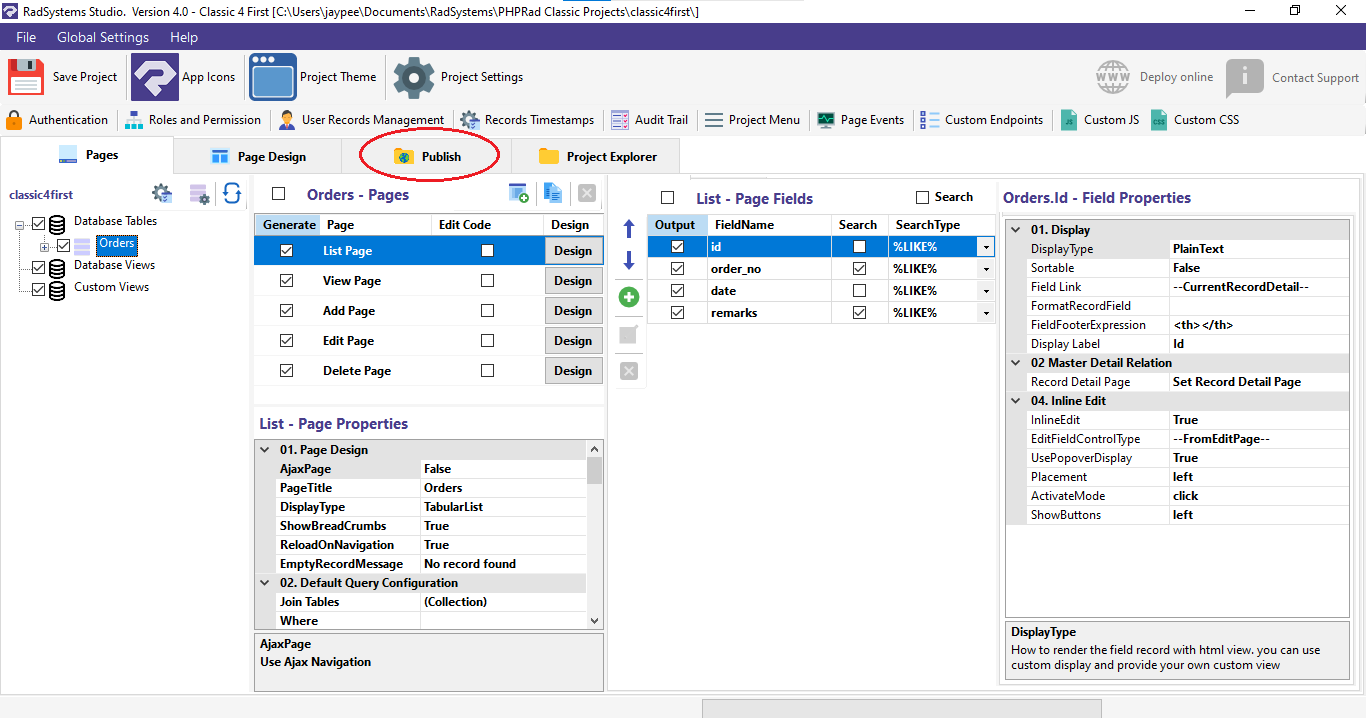 RadSystems Studio. Version 4.0 - Classic 4 First [C:\Users\jaypee\Documents\RadSystems\PHPRad Classic Projects\classic4first\]
File Global Settings Help
Save Project App Icons Project Theme Project Settings WWW Deploy online Contact Support
Authentication Roles and Permission User Records Management Records Timestamps Audit Trail Project Menu Page Events Custom Endpoints JS Custom JS CSS Custom CSS
Pages Page Design Publish Project Explorer
classic4first
Database Tables
Orders
Database Views
Custom Views
Orders - Pages
Generate Page Edit Code Design
List Page Design
View Page Design
Add Page Design
Edit Page Design
Delete Page Design
List - Page Properties
01. Page Design
AjaxPage False
PageTitle Orders
DisplayType TabularList
ShowBreadCrumbs True
ReloadOnNavigation True
EmptyRecordMessage No record found
02. Default Query Configuration
Join Tables (Collection)
Where
AjaxPage
Use Ajax Navigation
List - Page Fields Search
Output FieldName Search SearchType
id %LIKE%
order_no %LIKE%
date %LIKE%
remarks %LIKE%
Orders.Id - Field Properties
01. Display
DisplayType PlainText
Sortable False
Field Link --CurrentRecordDetail--
FormatRecordField
FieldFooterExpression <th></th>
Display Label Id
02 Master Detail Relation
Record Detail Page Set Record Detail Page
04. Inline Edit
InlineEdit True
EditFieldControlType --FromEditPage--
UsePopoverDisplay True
Placement left
ActivateMode click
ShowButtons left
DisplayType
How to render the field record with html view. you can use
custom display and provide your own custom view